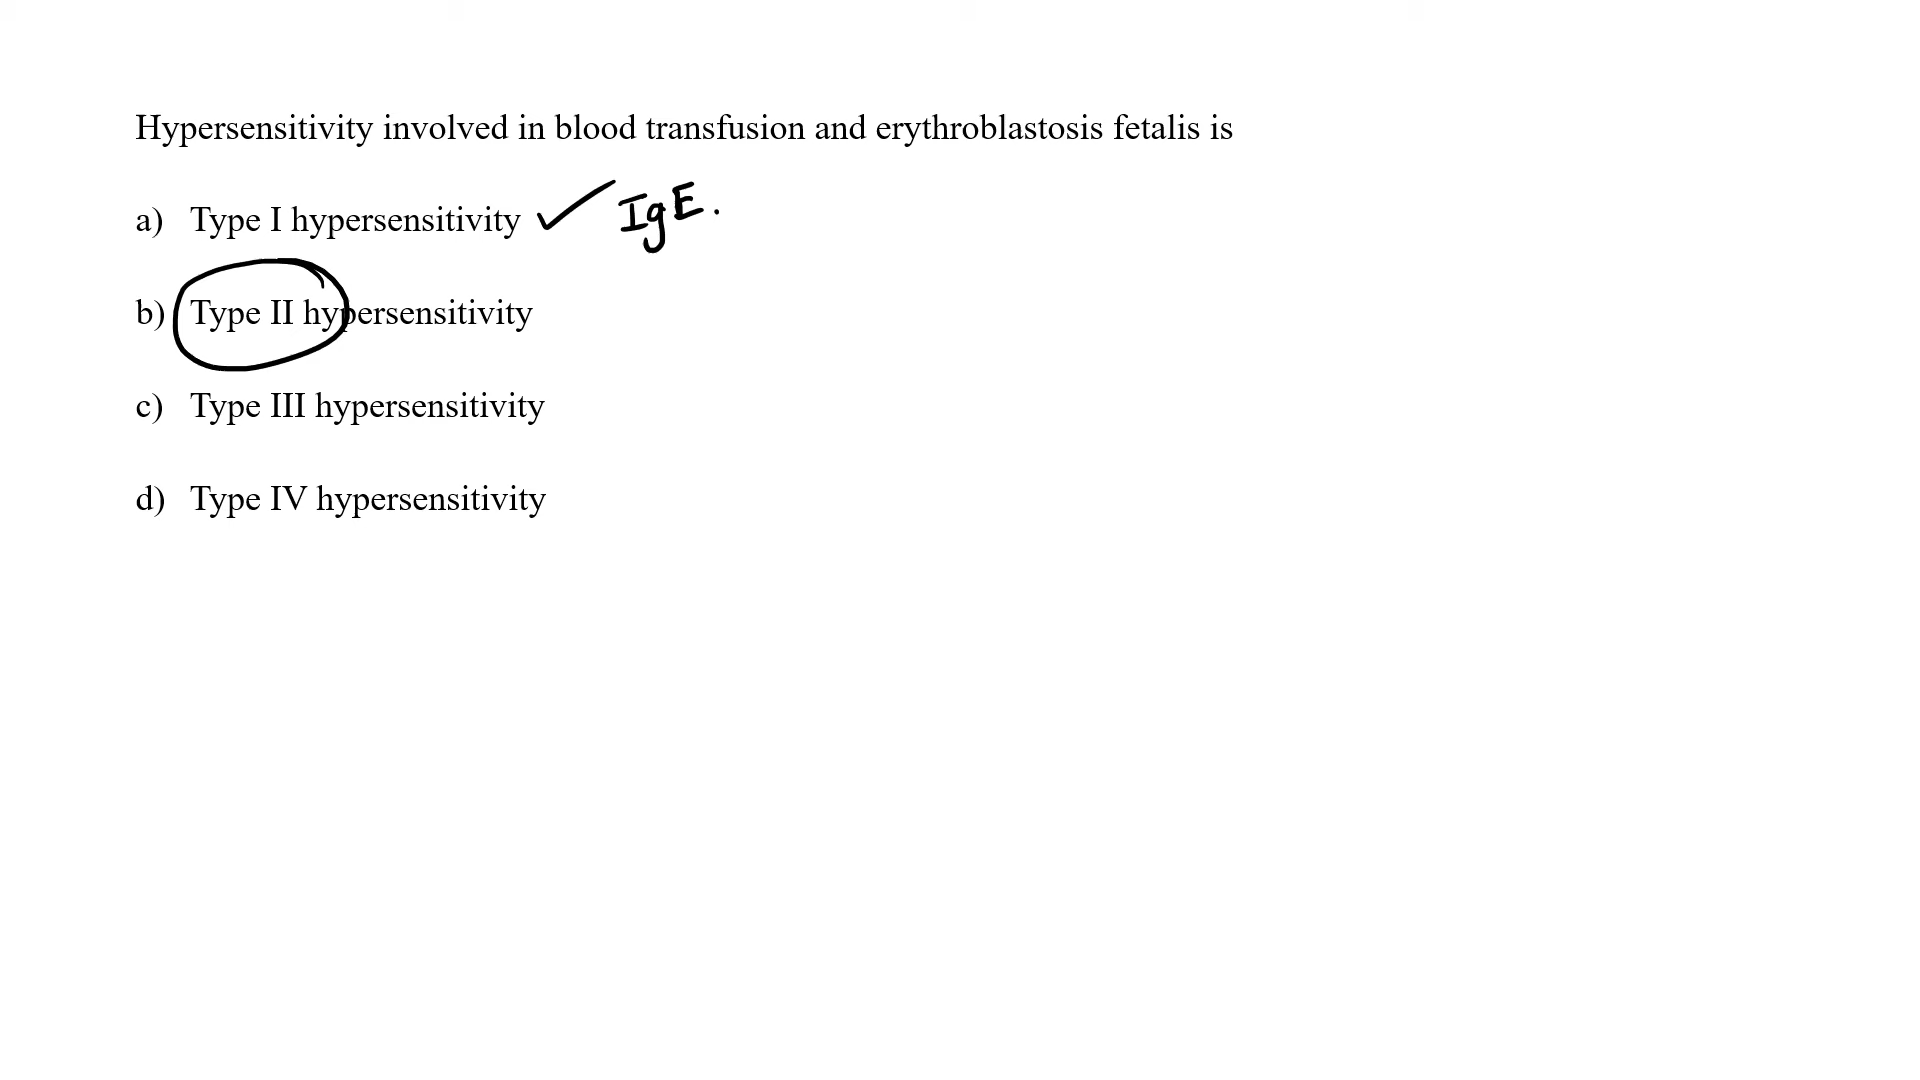 Hypersensitivity involved in blood transfusion and erythroblastosis fetalis is
a) Type I hypersensitivity ✓ IgE.
b) Type II hypersensitivity
c) Type III hypersensitivity
d) Type IV hypersensitivity